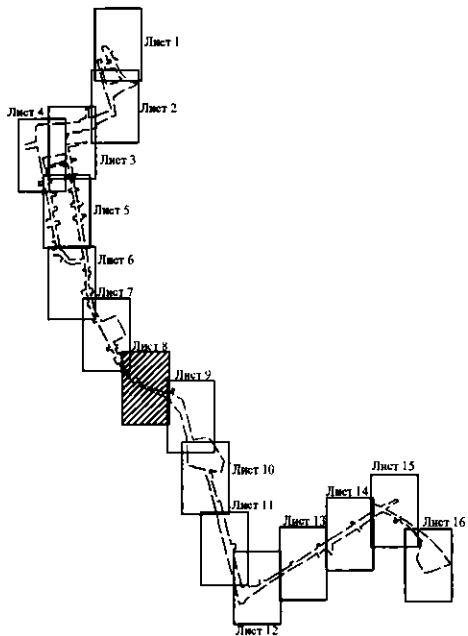 Лист 1
Лист 2
Лист 4
Лист 3
Лист 5
Лист 6
Лист 7
Лист 8
Лист 9
Лист 10
Лист 15
Лист 14
Лист 11
Лист 13
Лист 16
Лист 12